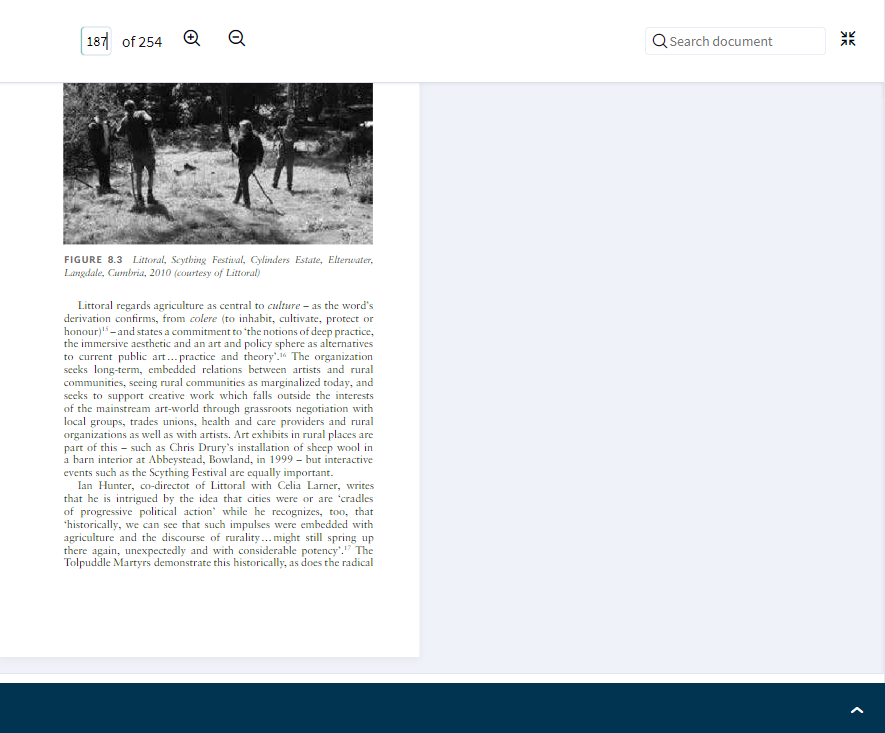 187 of 254
Search document
FIGURE 8.3 Littoral, Scything Festival, Cylinders Estate, Elterwater,
Langdale, Cumbria, 2010 (courtesy of Littoral)
Littoral regards agriculture as central to culture – as the word's
derivation confirms, from colere (to inhabit, cultivate, protect or
honour)¹⁵ – and states a commitment to 'the notions of deep practice,
the immersive aesthetic and an art and policy sphere as alternatives
to current public art … practice and theory'.¹⁶ The organization
seeks long-term, embedded relations between artists and rural
communities, seeing rural communities as marginalized today, and
seeks to support creative work which falls outside the interests
of the mainstream art-world through grassroots negotiation with
local groups, trades unions, health and care providers and rural
organizations as well as with artists. Art exhibits in rural places are
part of this – such as Chris Drury's installation of sheep wool in
a barn interior at Abbeystead, Bowland, in 1999 – but interactive
events such as the Scything Festival are equally important.
Ian Hunter, co-director of Littoral with Celia Larner, writes
that he is intrigued by the idea that cities were or are 'cradles
of progressive political action' while he recognizes, too, that
'historically, we can see that such impulses were embedded with
agriculture and the discourse of rurality … might still spring up
there again, unexpectedly and with considerable potency'.¹⁷ The
Tolpuddle Martyrs demonstrate this historically, as does the radical